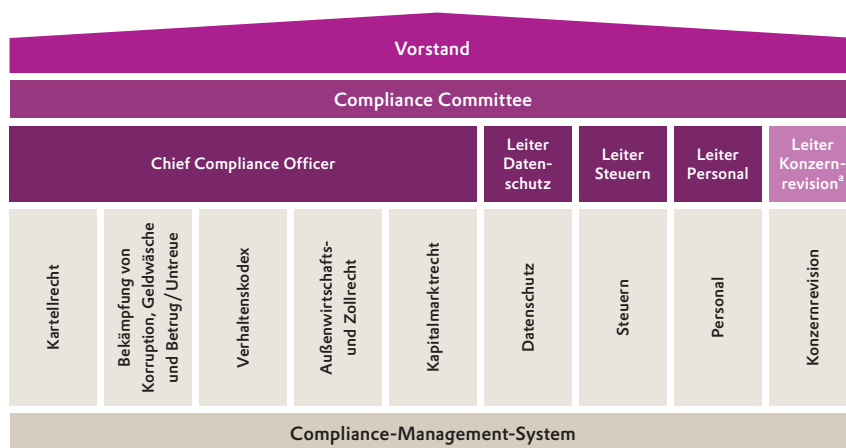 Vorstand
Compliance Committee
Chief Compliance Officer
Leiter
Daten-
schutz
Leiter
Steuern
Leiter
Personal
Leiter
Konzern-
revisionᵃ
Kartellrecht
Bekämpfung von
Korruption, Geldwäsche
und Betrug / Untreue
Verhaltenskodex
Außenwirtschafts-
und Zollrecht
Kapitalmarktrecht
Datenschutz
Steuern
Personal
Konzernrevision
Compliance-Management-System